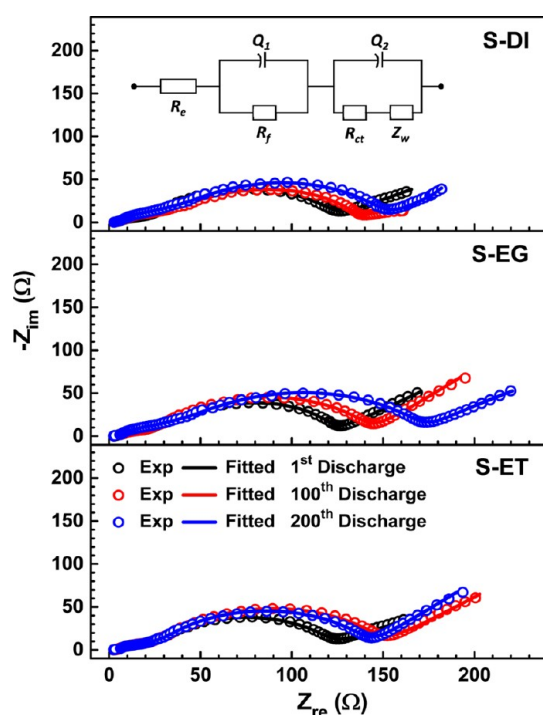 S-DI
200
150
100
50
0
Q1
Q2
Re
Rf
Rct
Zw
S-EG
200
150
100
50
0
-Zim (Ω)
S-ET
200
150
100
50
0
Exp Fitted 1st Discharge
Exp Fitted 100th Discharge
Exp Fitted 200th Discharge
0 50 100 150 200
Zre (Ω)